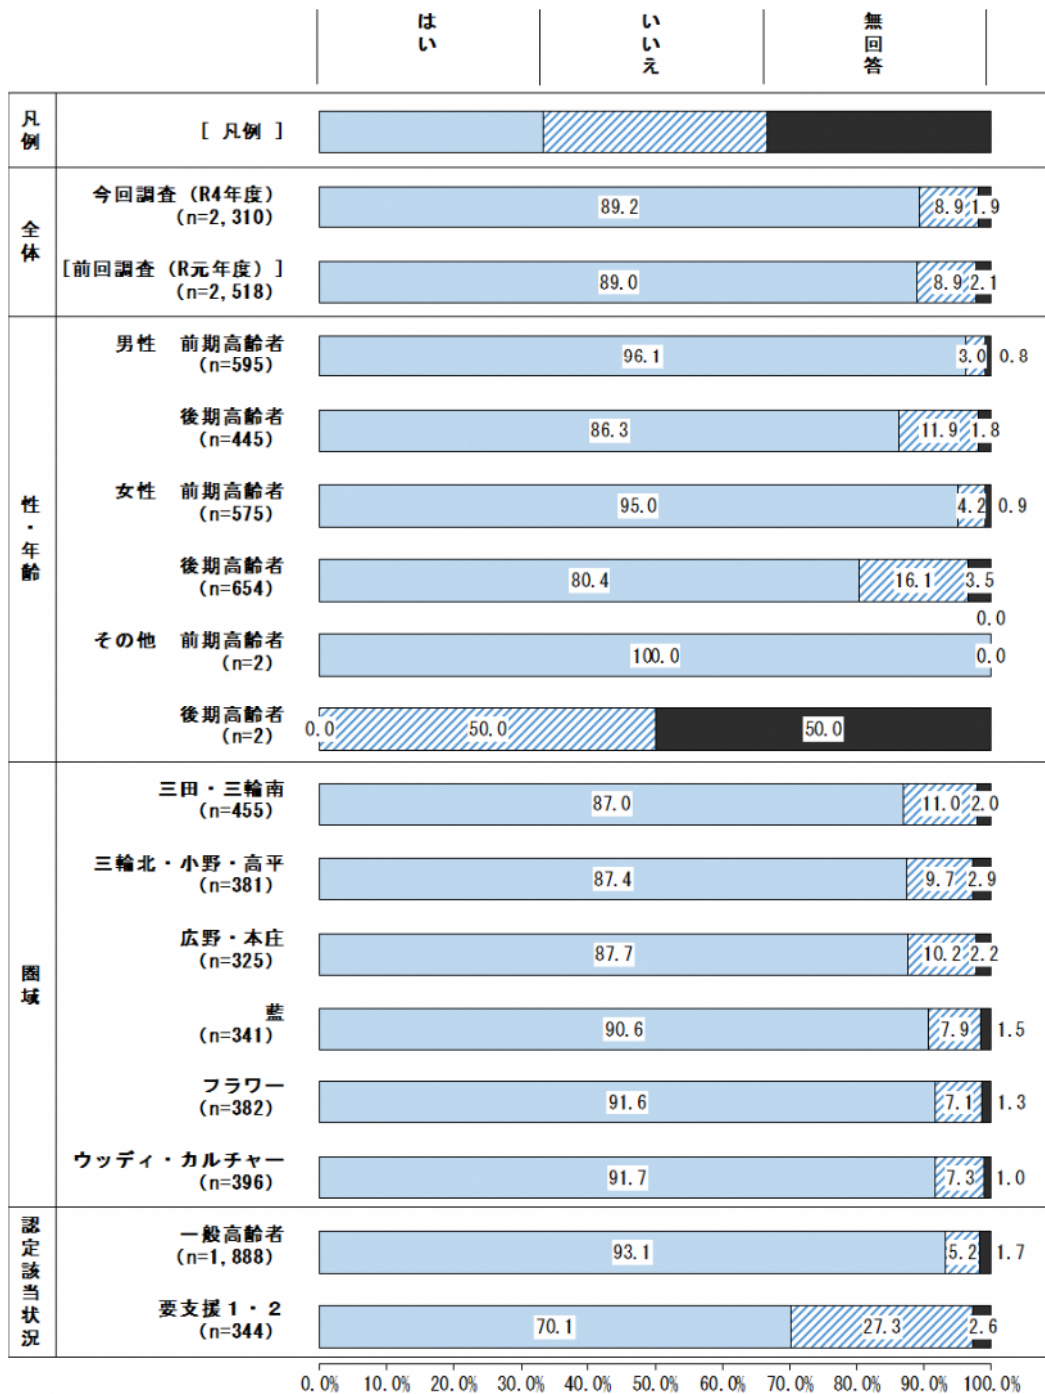 はい
いいえ
無回答
凡例
[ 凡例 ]
全体
今回調査（R4年度）
(n=2,310)
89.2
8.9
1.9
[前回調査（R元年度）]
(n=2,518)
89.0
8.9
2.1
性・年齢
男性　前期高齢者
(n=595)
96.1
3.0
0.8
後期高齢者
(n=445)
86.3
11.9
1.8
女性　前期高齢者
(n=575)
95.0
4.2
0.9
後期高齢者
(n=654)
80.4
16.1
3.5
その他　前期高齢者
(n=2)
100.0
0.0
0.0
後期高齢者
(n=2)
0.0
50.0
50.0
圏域
三田・三輪南
(n=455)
87.0
11.0
2.0
三輪北・小野・高平
(n=381)
87.4
9.7
2.9
広野・本庄
(n=325)
87.7
10.2
2.2
藍
(n=341)
90.6
7.9
1.5
フラワー
(n=382)
91.6
7.1
1.3
ウッディ・カルチャー
(n=396)
91.7
7.3
1.0
認定該当状況
一般高齢者
(n=1,888)
93.1
5.2
1.7
要支援１・２
(n=344)
70.1
27.3
2.6
0.0% 10.0% 20.0% 30.0% 40.0% 50.0% 60.0% 70.0% 80.0% 90.0% 100.0%